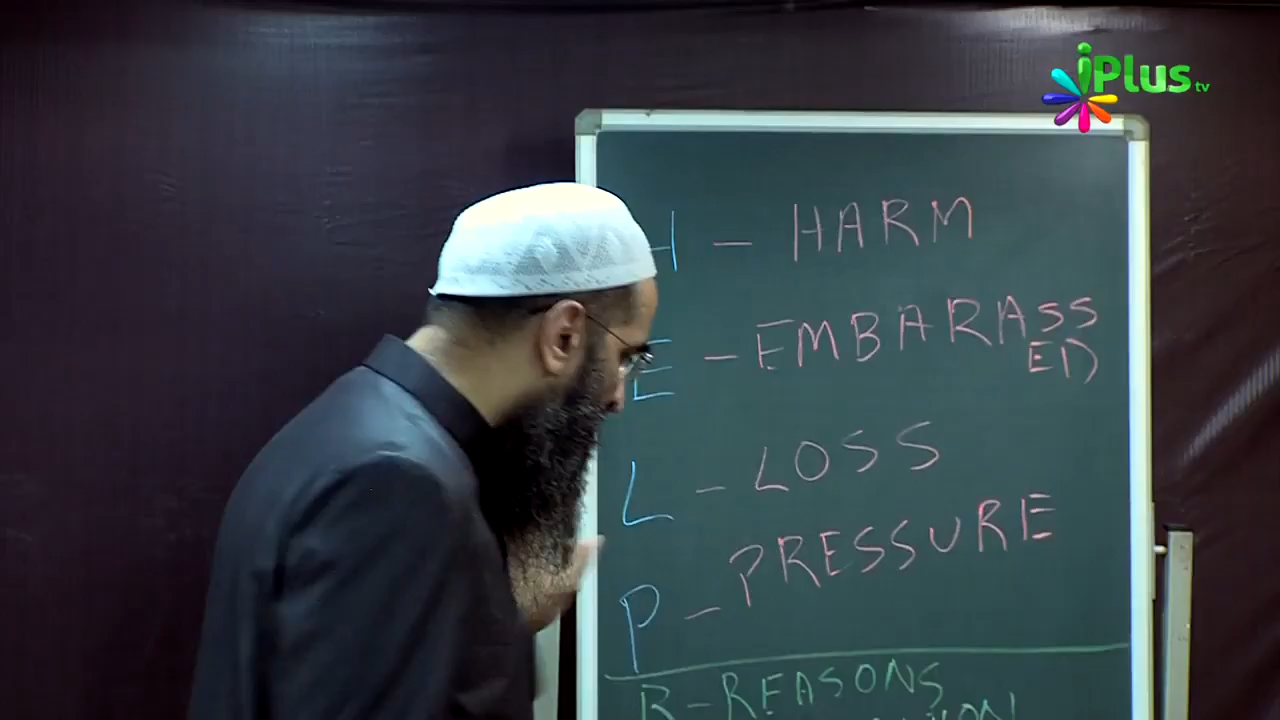 iPlus tv
H - HARM
E - EMBARASS
ED
L - LOSS
P - PRESSURE
R - REASONS